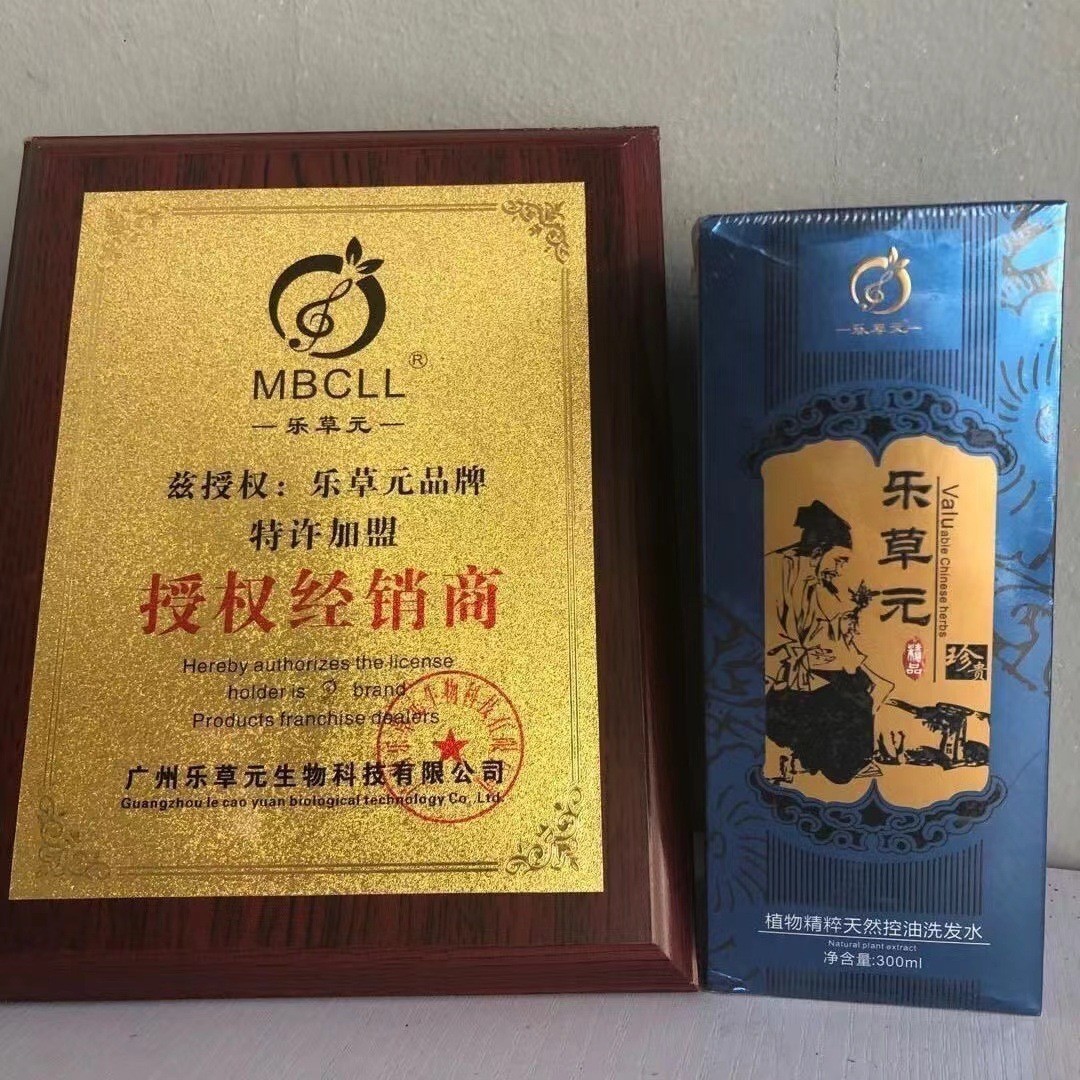 MBCLL®
乐草元
兹授权：乐草元品牌
特许加盟
授权经销商
Hereby authorizes the license
holder is brand
Products franchise dealers
广州乐草元生物科技有限公司
Guangzhou le cao yuan biological technology Co., Ltd.
乐草元
乐草元
Valuable Chinese herbs
珍贵
植物精粹天然控油洗发水
Natural plant extract
净含量:300ml